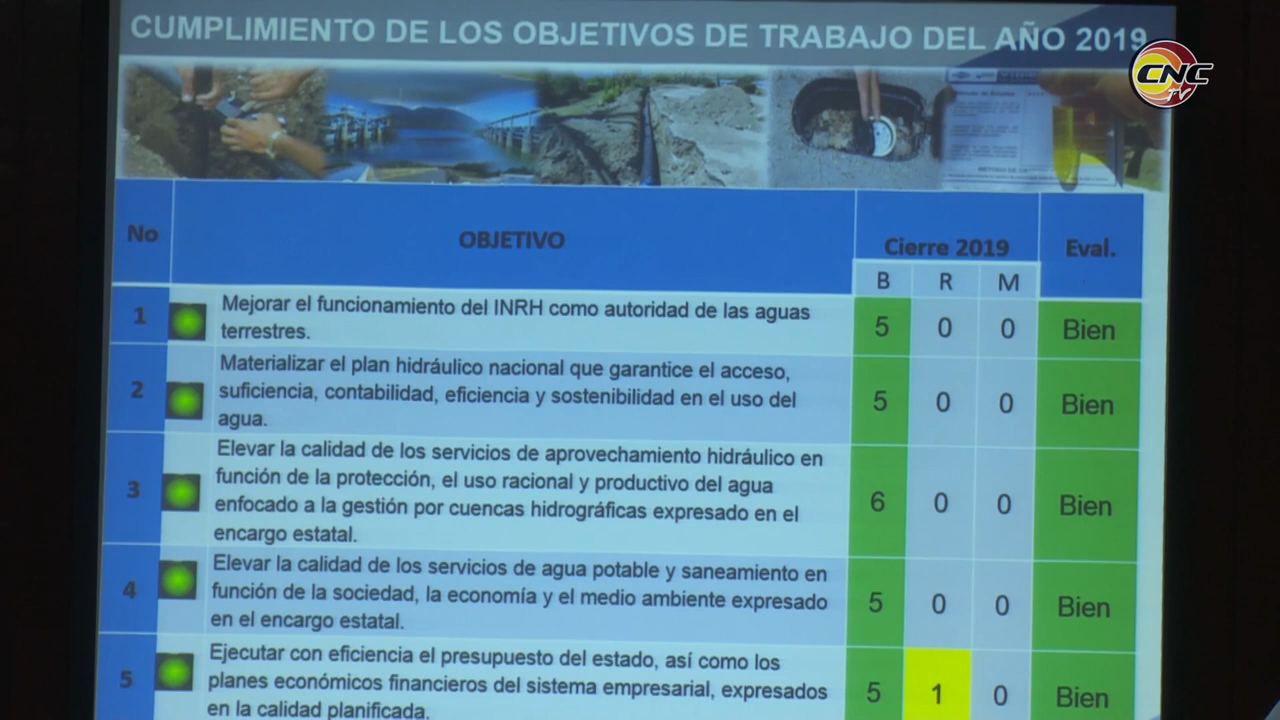 CUMPLIMIENTO DE LOS OBJETIVOS DE TRABAJO DEL AÑO 2019
CNC
TV
No
OBJETIVO
Cierre 2019
Eval.
B R M
1
Mejorar el funcionamiento del INRH como autoridad de las aguas
terrestres.
5 0 0 Bien
2
Materializar el plan hidráulico nacional que garantice el acceso,
suficiencia, contabilidad, eficiencia y sostenibilidad en el uso del
agua.
5 0 0 Bien
3
Elevar la calidad de los servicios de aprovechamiento hidráulico en
función de la protección, el uso racional y productivo del agua
enfocado a la gestión por cuencas hidrográficas expresado en el
encargo estatal.
6 0 0 Bien
4
Elevar la calidad de los servicios de agua potable y saneamiento en
función de la sociedad, la economía y el medio ambiente expresado
en el encargo estatal.
5 0 0 Bien
5
Ejecutar con eficiencia el presupuesto del estado, así como los
planes económicos financieros del sistema empresarial, expresados
en la calidad planificada.
5 1 0 Bien